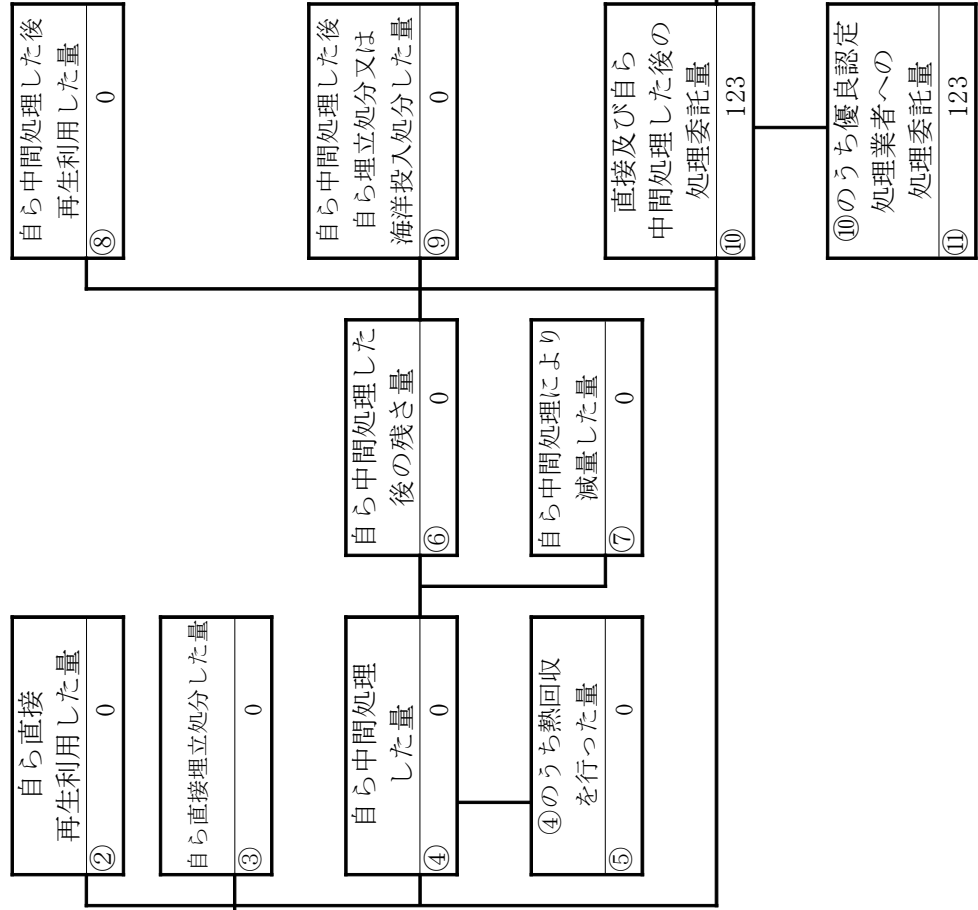 自ら直接
再生利用した量
② 0
自ら直接埋立処分した量
③ 0
自ら中間処理
した量
④ 0
④のうち熱回収
を行った量
⑤ 0
自ら中間処理した
後の残さ量
⑥ 0
自ら中間処理により
減量した量
⑦ 0
自ら中間処理した後
再生利用した量
⑧ 0
自ら中間処理した後
自ら埋立処分又は
海洋投入処分した量
⑨ 0
直接及び自ら
中間処理した後の
処理委託量
⑩ 123
⑩のうち優良認定
処理業者への
処理委託量
⑪ 123